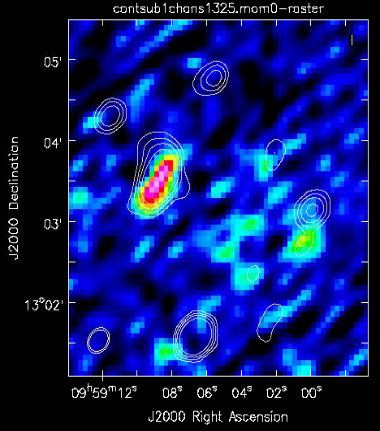 contsub1chans1325.mom0-raster
05'
04'
03'
13°02'
09ʰ59ᵐ12ˢ 08ˢ 06ˢ 04ˢ 02ˢ 00ˢ
J2000 Declination
J2000 Right Ascension